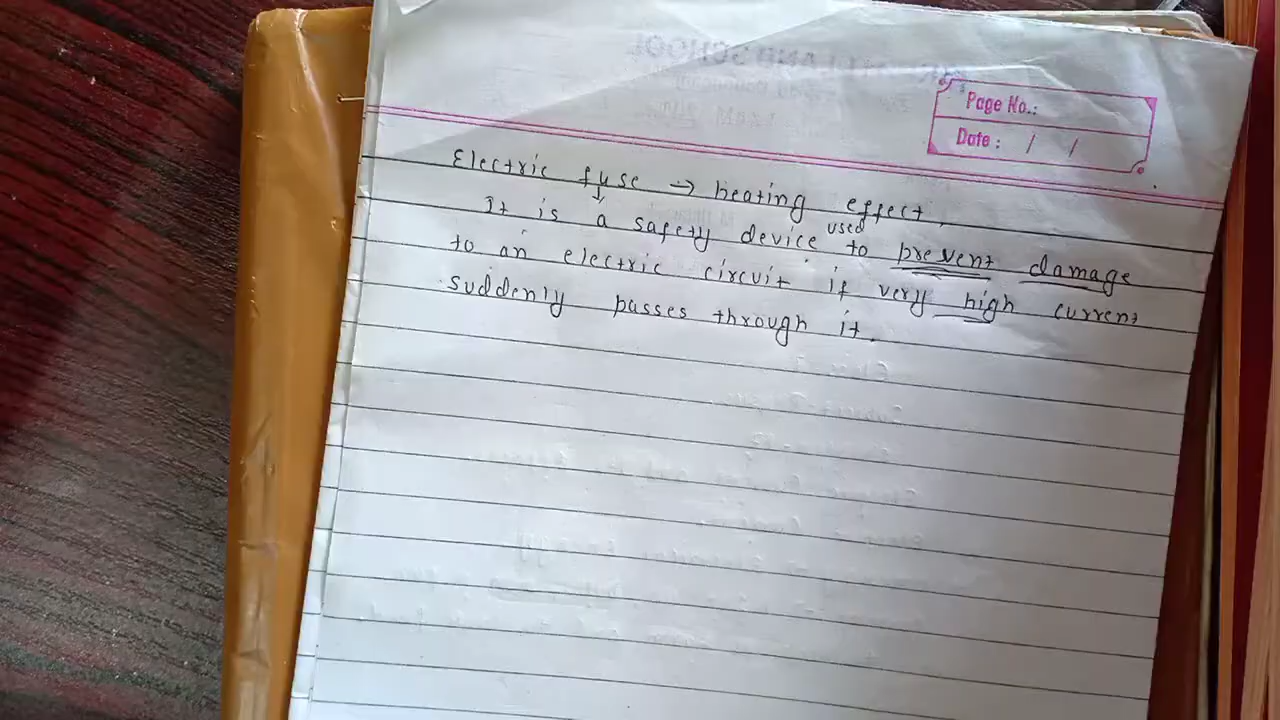 Page No.:
Date : / /
Electric fuse → heating effect.
It is a safety device used to prevent damage
to an electric circuit if very high current
suddenly passes through it.